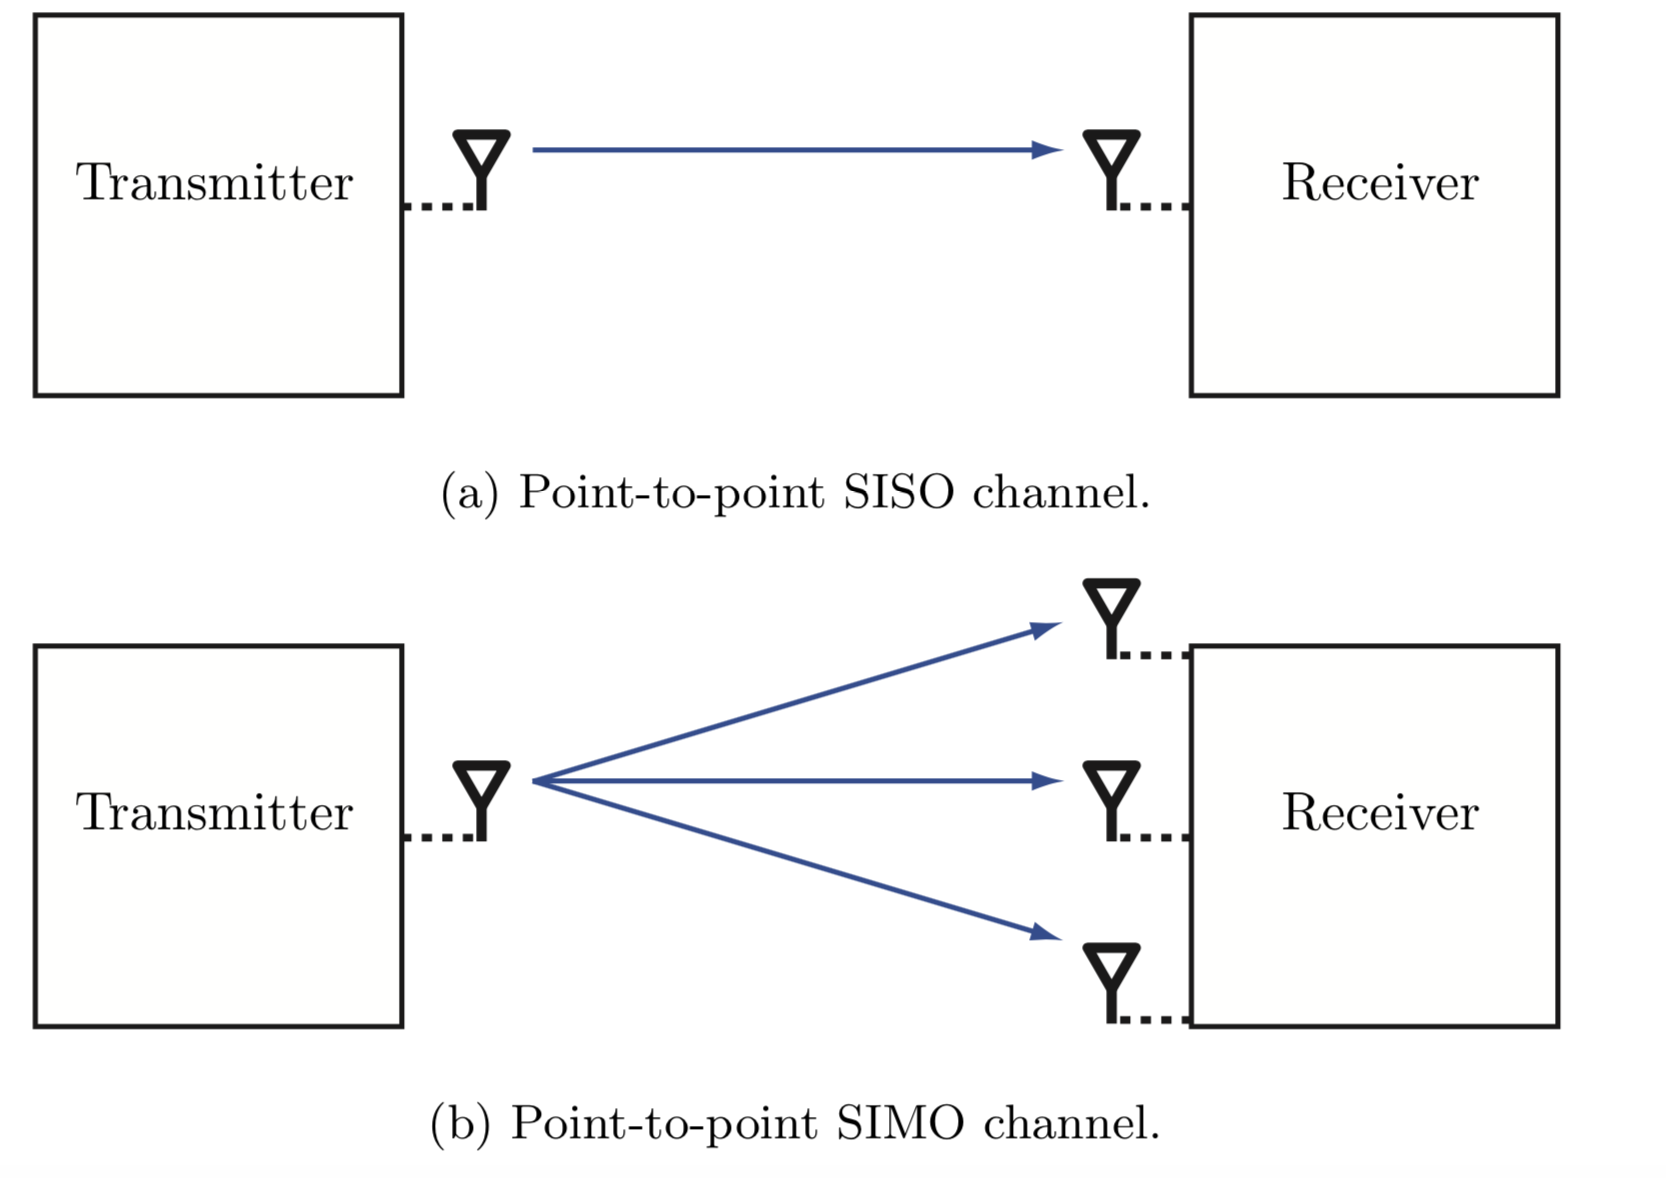 Transmitter
Receiver
(a) Point-to-point SISO channel.
Transmitter
Receiver
(b) Point-to-point SIMO channel.